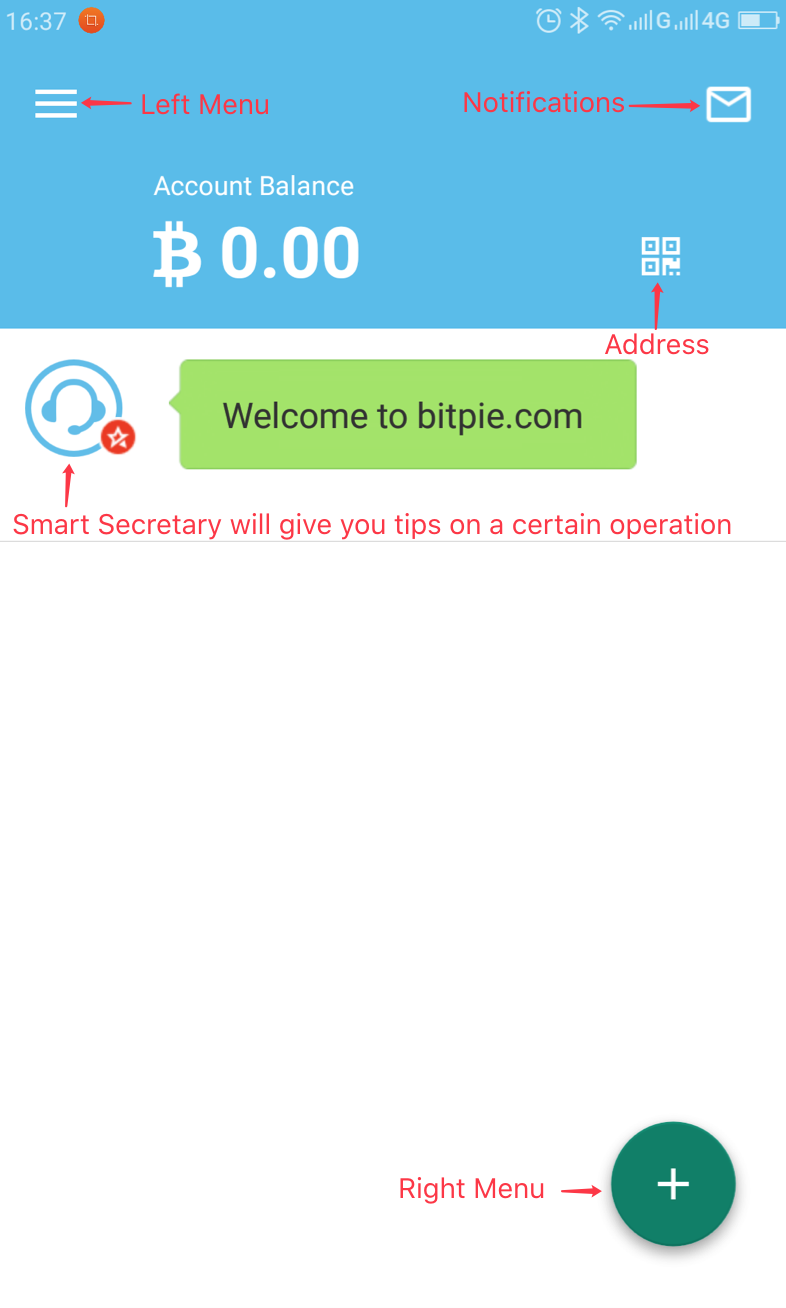 16:37 G 4G
Left Menu
Notifications
Account Balance
₿ 0.00
Address
Welcome to bitpie.com
Smart Secretary will give you tips on a certain operation
Right Menu